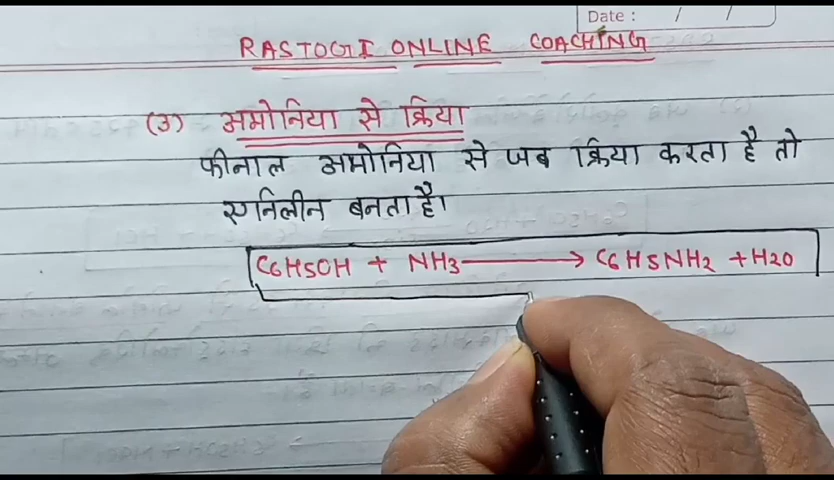 Date : / /
RASTOGI ONLINE COACHING
(3) अमोनिया से क्रिया
फीनाल अमोनिया से जब क्रिया करता है तो
एनिलीन बनता है।
C6H5OH + NH3 → C6H5NH2 + H2O